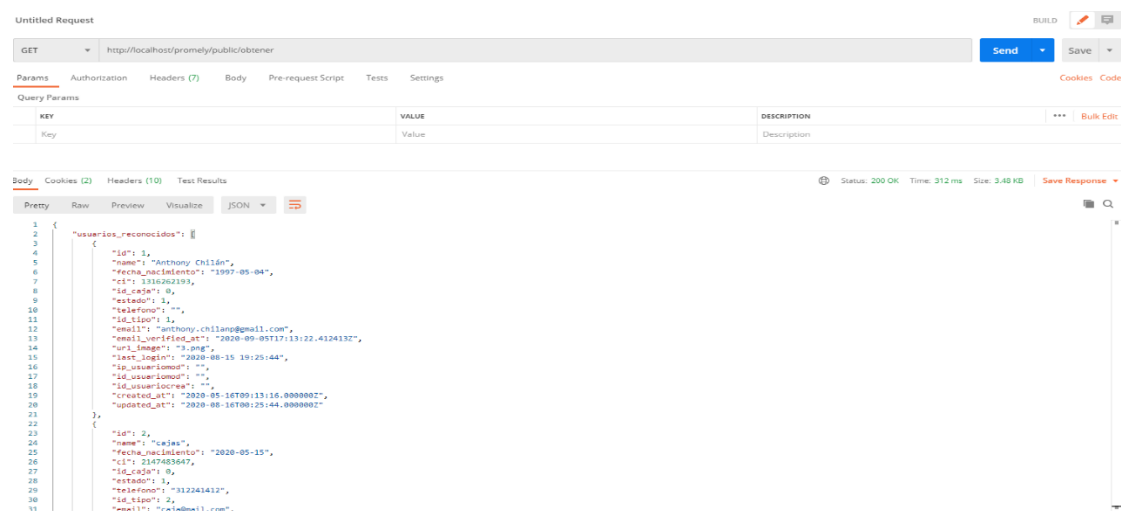 Untitled Request BUILD
GET http://localhost/promely/public/obtener Send Save
Params Authorization Headers (7) Body Pre-request Script Tests Settings Cookies Code
Query Params
KEY VALUE DESCRIPTION ••• Bulk Edit
Key Value Description
Body Cookies (2) Headers (10) Test Results Status: 200 OK Time: 312 ms Size: 3.48 KB Save Response
Pretty Raw Preview Visualize JSON
1 {
2 "usuarios_reconocidos": [
3 {
4 "id": 1,
5 "name": "Anthony Chilán",
6 "fecha_nacimiento": "1997-05-04",
7 "ci": 1316262193,
8 "id_caja": 0,
9 "estado": 1,
10 "telefono": "",
11 "id_tipo": 1,
12 "email": "anthony.chilanp@gmail.com",
13 "email_verified_at": "2020-09-05T17:13:22.412413Z",
14 "url_image": "3.png",
15 "last_login": "2020-08-15 19:25:44",
16 "ip_usuariomod": "",
17 "id_usuariomod": "",
18 "id_usuariocrea": "",
19 "created_at": "2020-05-16T09:13:16.000000Z",
20 "updated_at": "2020-08-16T00:25:44.000000Z"
21 },
22 {
23 "id": 2,
24 "name": "cajas",
25 "fecha_nacimiento": "2020-05-15",
26 "ci": 2147483647,
27 "id_caja": 0,
28 "estado": 1,
29 "telefono": "312241412",
30 "id_tipo": 2,
31 "email": "caja@mail.com",